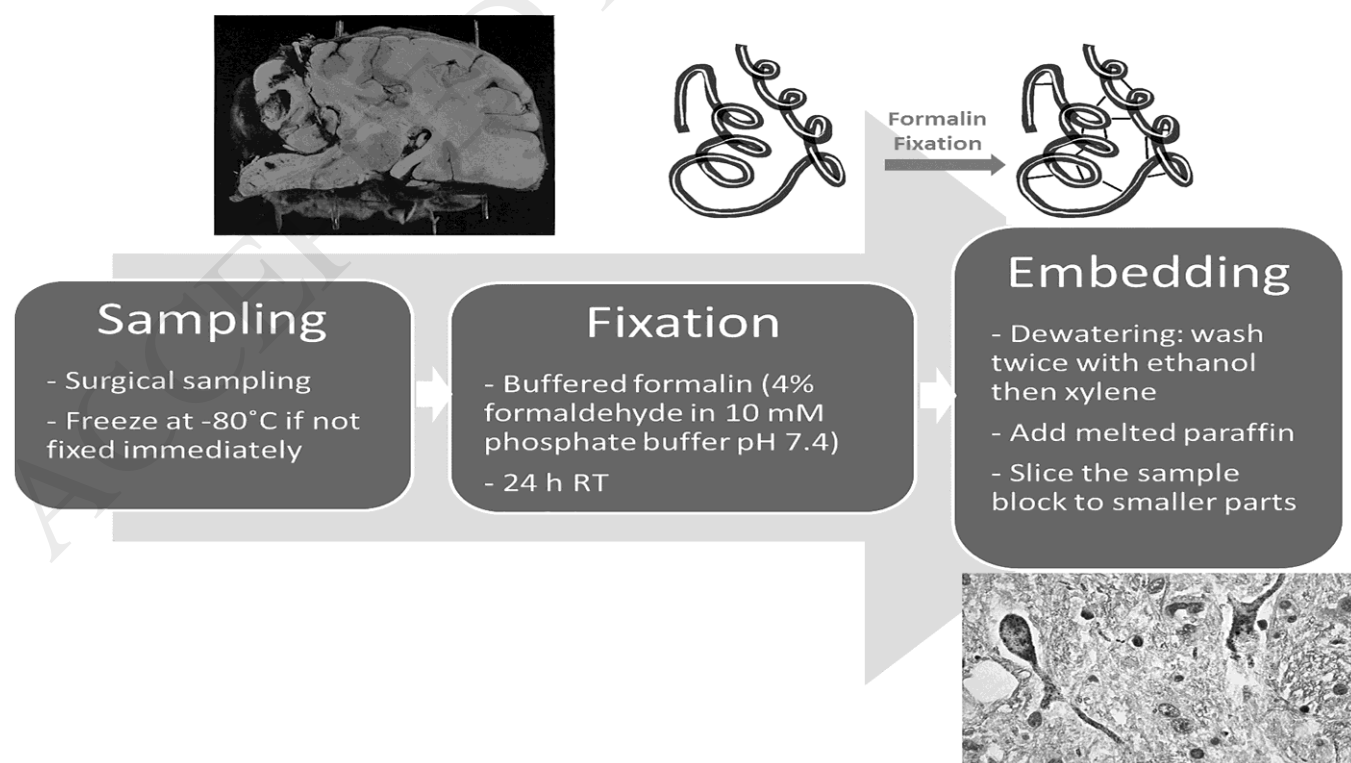 Formalin
Fixation
Sampling
- Surgical sampling
- Freeze at -80˚C if not
fixed immediately
Fixation
- Buffered formalin (4%
formaldehyde in 10 mM
phosphate buffer pH 7.4)
- 24 h RT
Embedding
- Dewatering: wash
twice with ethanol
then xylene
- Add melted paraffin
- Slice the sample
block to smaller parts
ACCE